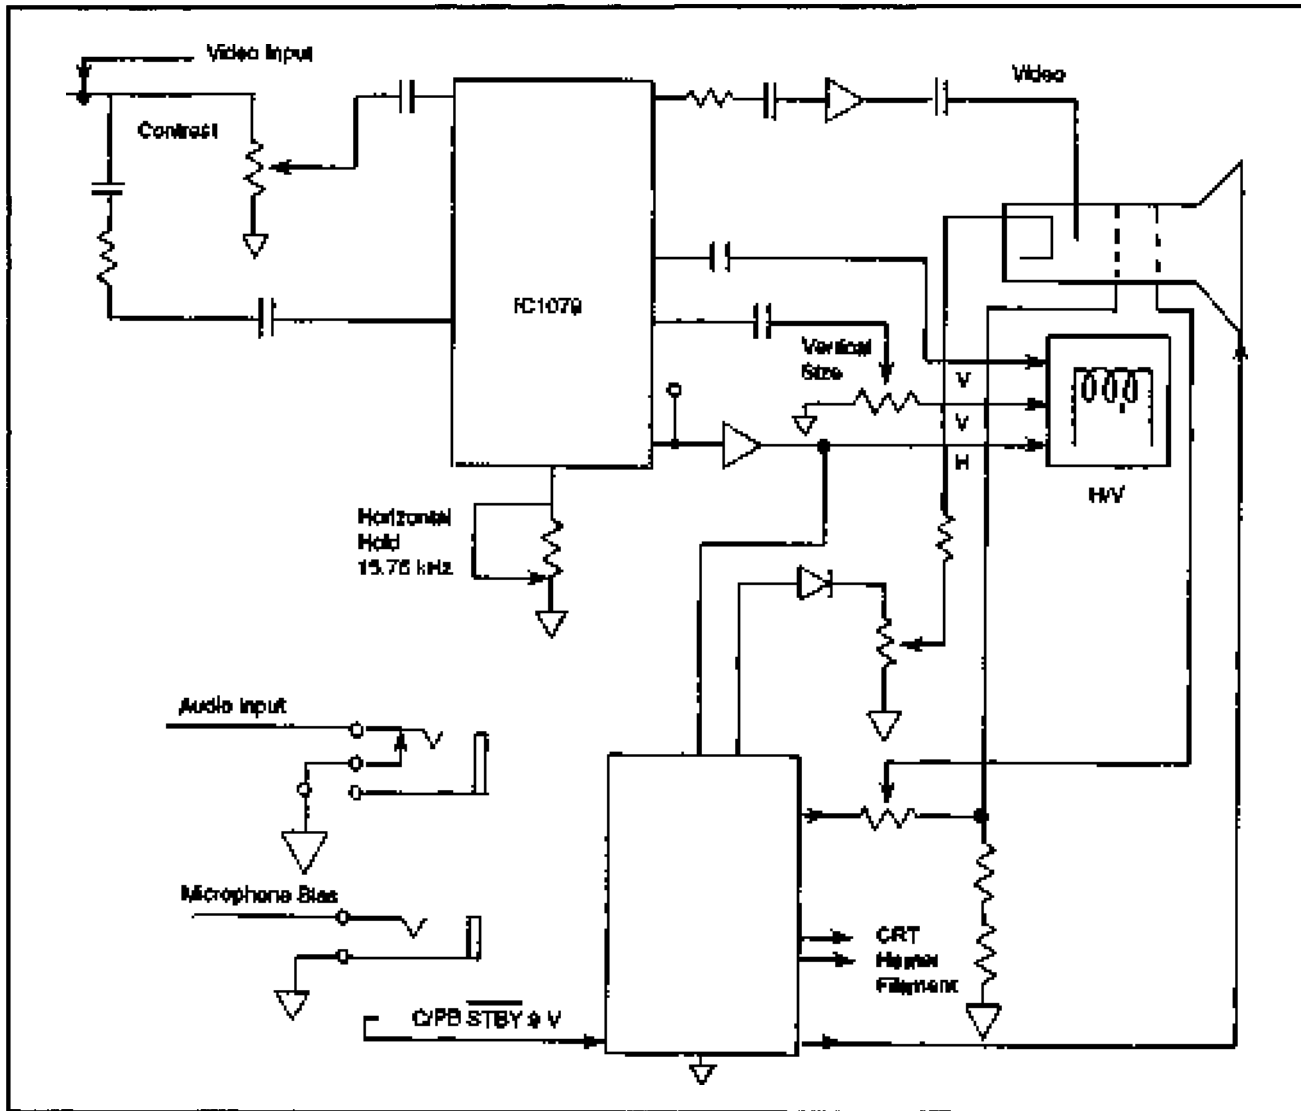 Video Input
Video
Contrast
IC1079
Vertical
Size
V
V
H
H/V
Horizontal
Hold
15.75 kHz
Audio Input
Microphone Bias
CRT
Heater
Filament
C/PB STBY 9 V